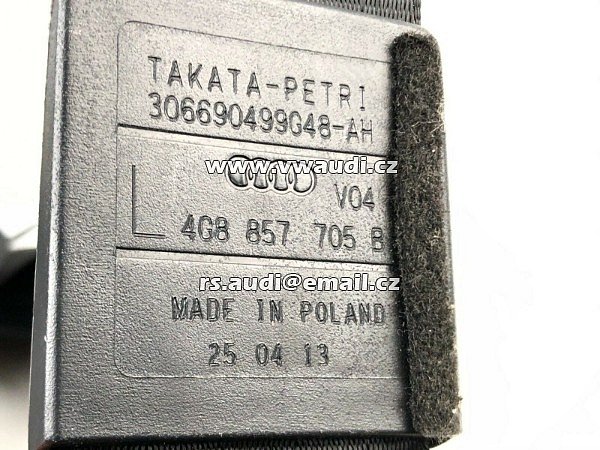 TAKATA-PETRI
306690499G48-AH
www.vwaudi.cz
V04
L 4G8 857 705 B
rs.audi@email.cz
MADE IN POLAND
25 04 13